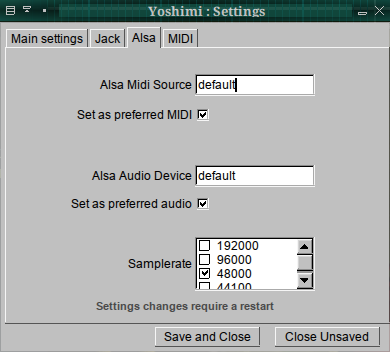 Yoshimi : Settings
Main settings Jack Alsa MIDI
Alsa Midi Source default
Set as preferred MIDI
Alsa Audio Device default
Set as preferred audio
192000
96000
Samplerate 48000
44100
Settings changes require a restart
Save and Close Close Unsaved